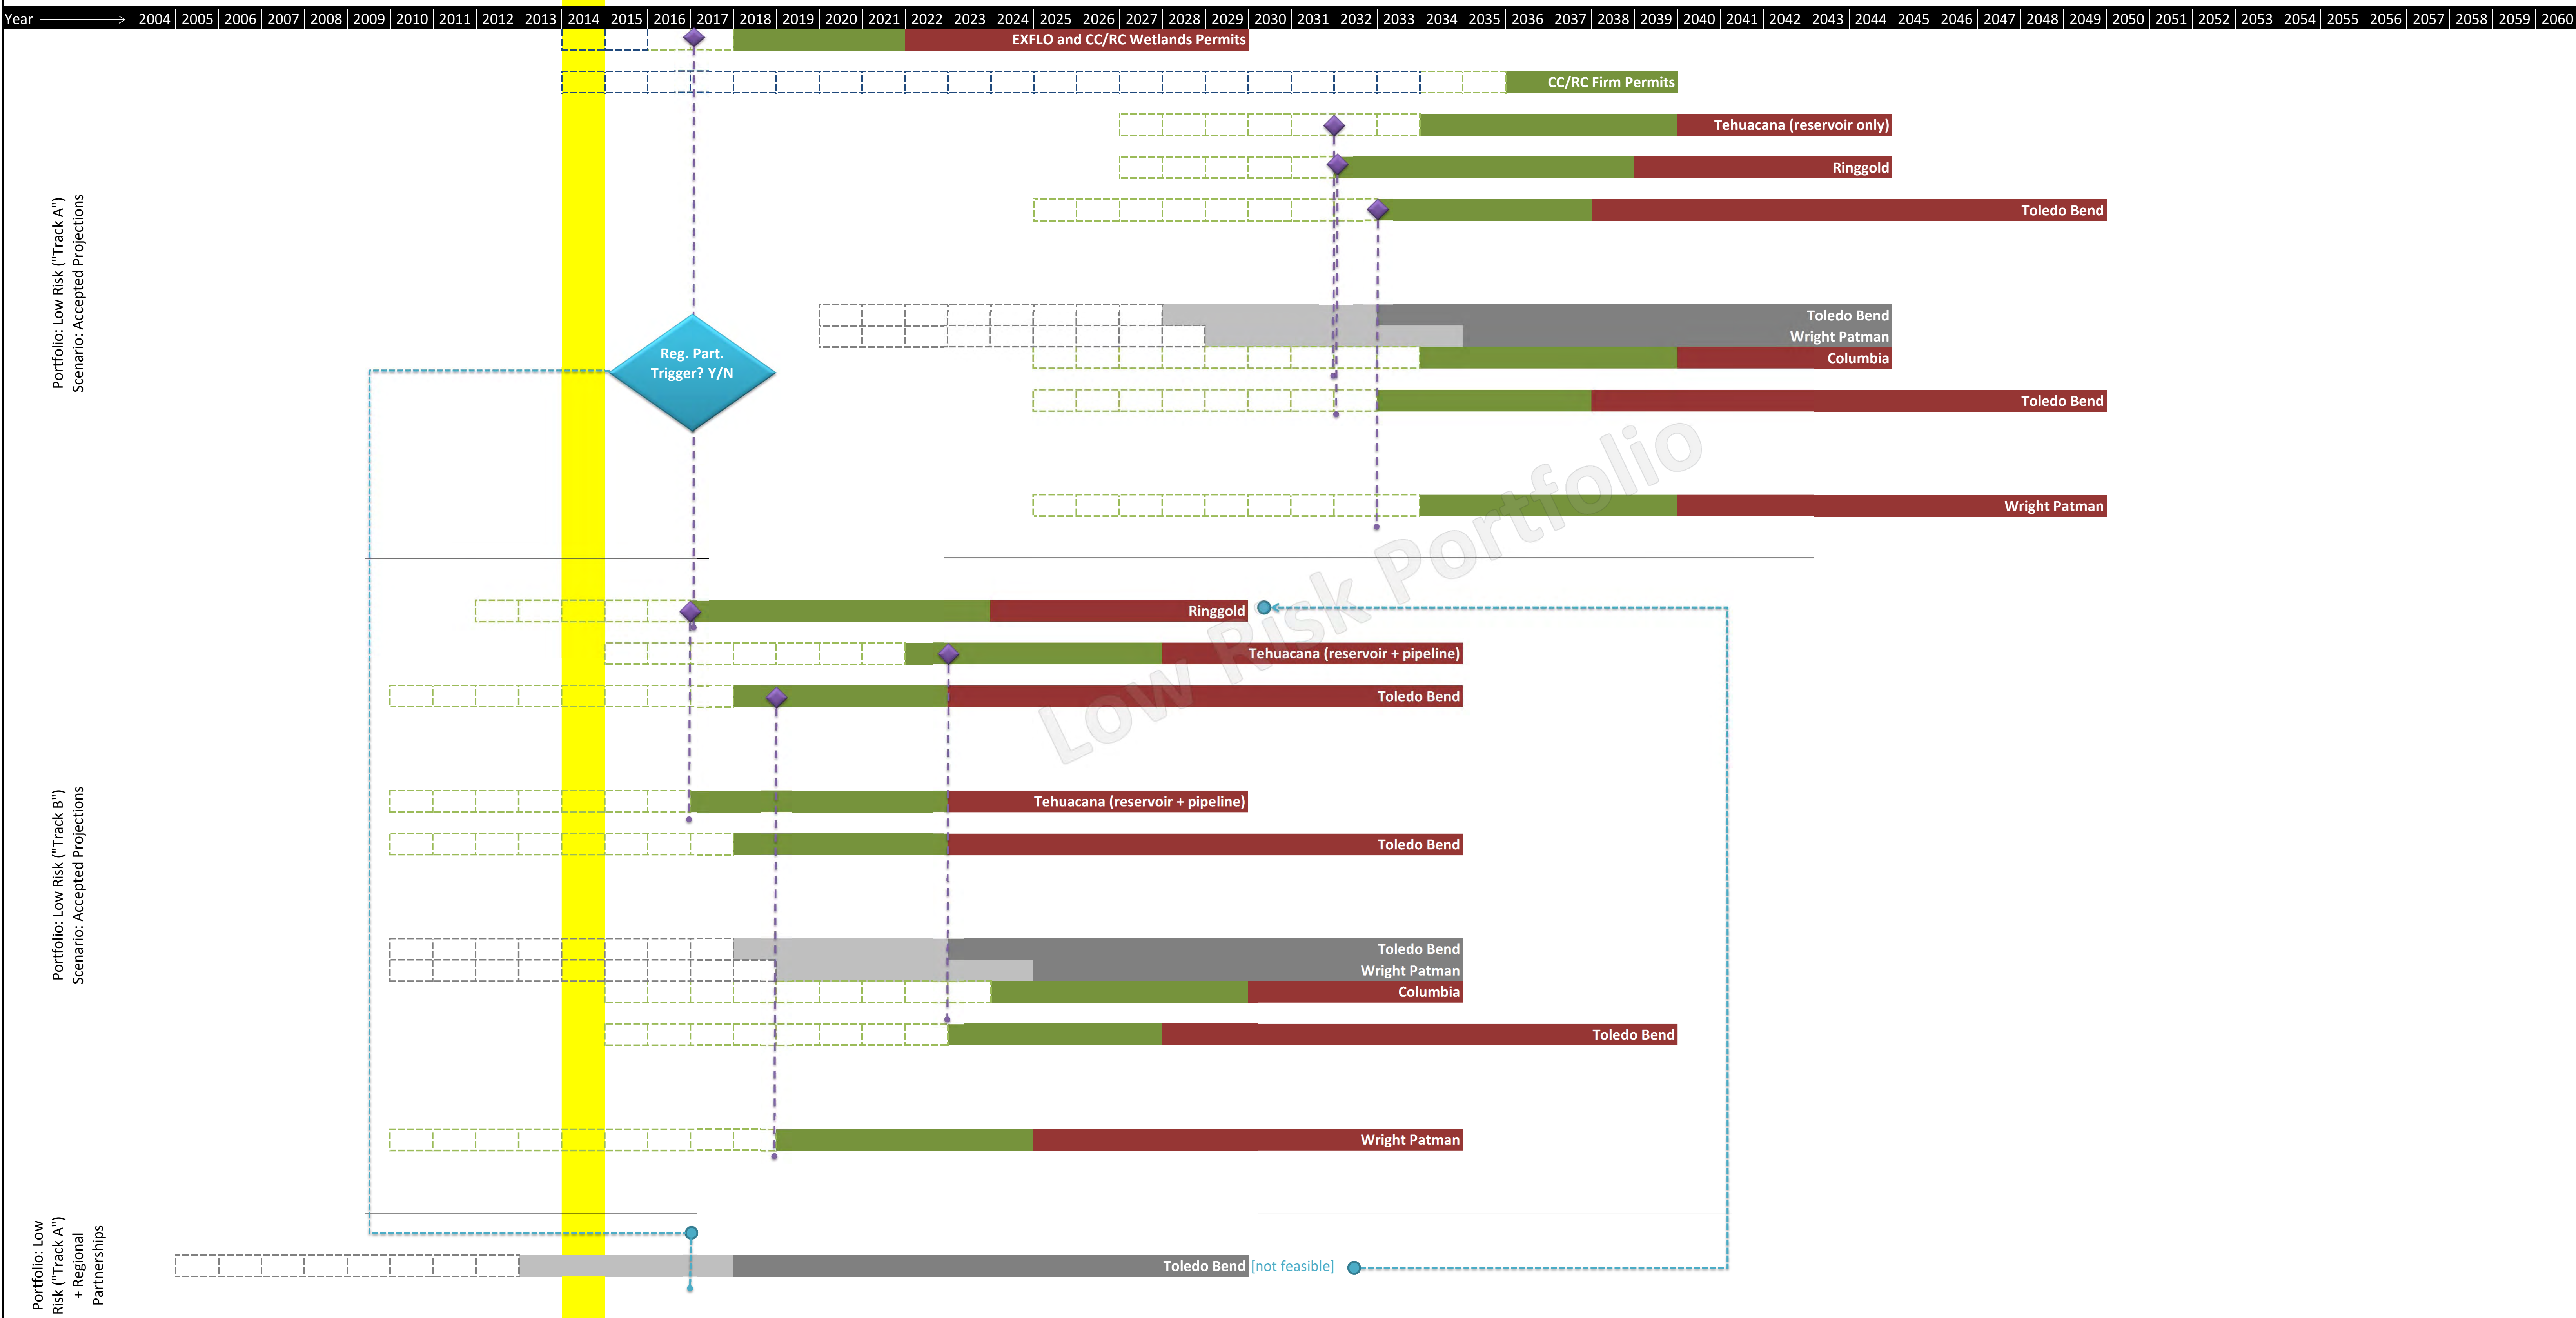 Year 2004 2005 2006 2007 2008 2009 2010 2011 2012 2013 2014 2015 2016 2017 2018 2019 2020 2021 2022 2023 2024 2025 2026 2027 2028 2029 2030 2031 2032 2033 2034 2035 2036 2037 2038 2039 2040 2041 2042 2043 2044 2045 2046 2047 2048 2049 2050 2051 2052 2053 2054 2055 2056 2057 2058 2059 2060
Portfolio: Low Risk ("Track A")
Scenario: Accepted Projections
EXFLO and CC/RC Wetlands Permits
CC/RC Firm Permits
Tehuacana (reservoir only)
Ringgold
Toledo Bend
Toledo Bend
Wright Patman
Columbia
Reg. Part.
Trigger? Y/N
Toledo Bend
Wright Patman
Low Risk Portfolio
Portfolio: Low Risk ("Track B")
Scenario: Accepted Projections
Ringgold
Tehuacana (reservoir + pipeline)
Toledo Bend
Tehuacana (reservoir + pipeline)
Toledo Bend
Toledo Bend
Wright Patman
Columbia
Toledo Bend
Wright Patman
Portfolio: Low
Risk ("Track A")
+ Regional
Partnerships
Toledo Bend [not feasible]